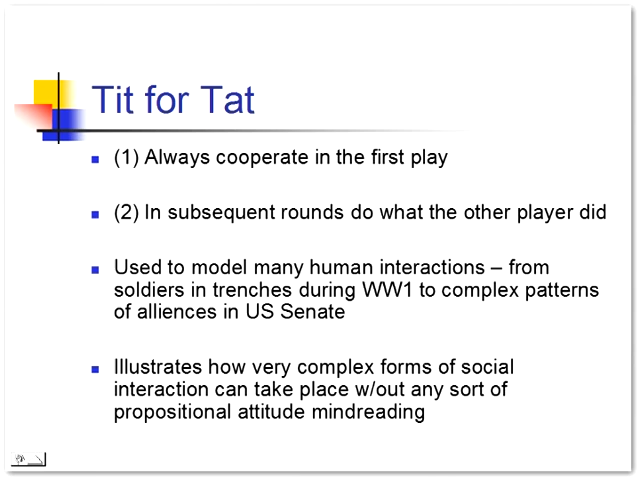 Tit for Tat
(1) Always cooperate in the first play
(2) In subsequent rounds do what the other player did
Used to model many human interactions – from
soldiers in trenches during WW1 to complex patterns
of alliences in US Senate
Illustrates how very complex forms of social
interaction can take place w/out any sort of
propositional attitude mindreading